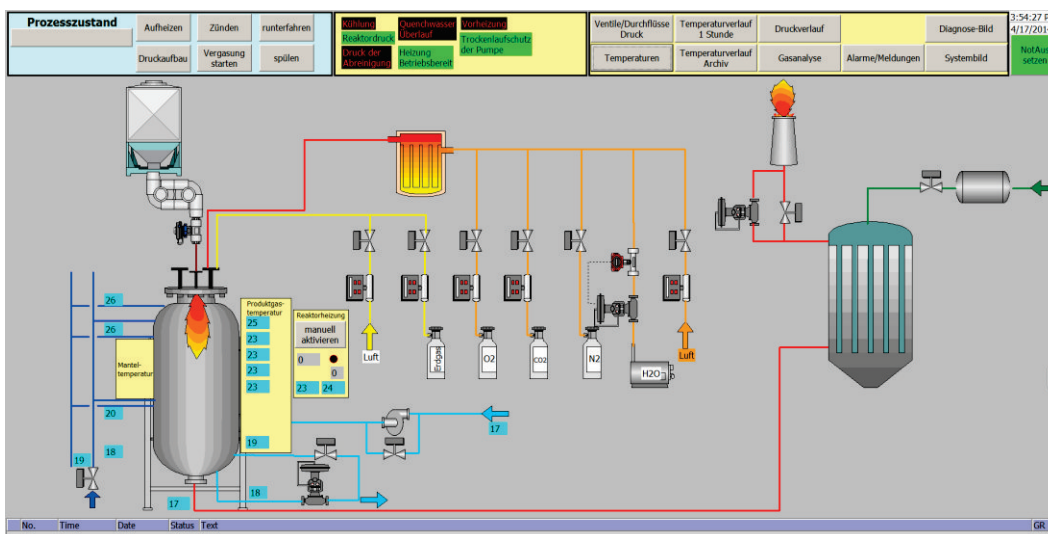 Prozesszustand
Aufheizen
Zünden
runterfahren
Druckaufbau
Vergasung
starten
spülen
Kühlung
Quenchwasser
Überlauf
Vorheizung
Reaktordruck
Trockenlaufschutz
der Pumpe
Druck der
Abreinigung
Heizung
Betriebsbereit
Ventile/Durchflüsse
Druck
Temperaturverlauf
1 Stunde
Druckverlauf
Diagnose-Bild
Temperaturen
Temperaturverlauf
Archiv
Gasanalyse
Alarme/Meldungen
Systembild
3:54:27 P
4/17/201
NotAus
setzen
26
26
Mantel-
temperatur
20
18
19
17
18
Produktgas-
temperatur
25
23
23
23
23
19
Reaktorheizung
manuell
aktivieren
0
0
23 24
Luft
Erdgas
O2
CO2
N2
H2O
Luft
17
No. Time Date Status Text GR